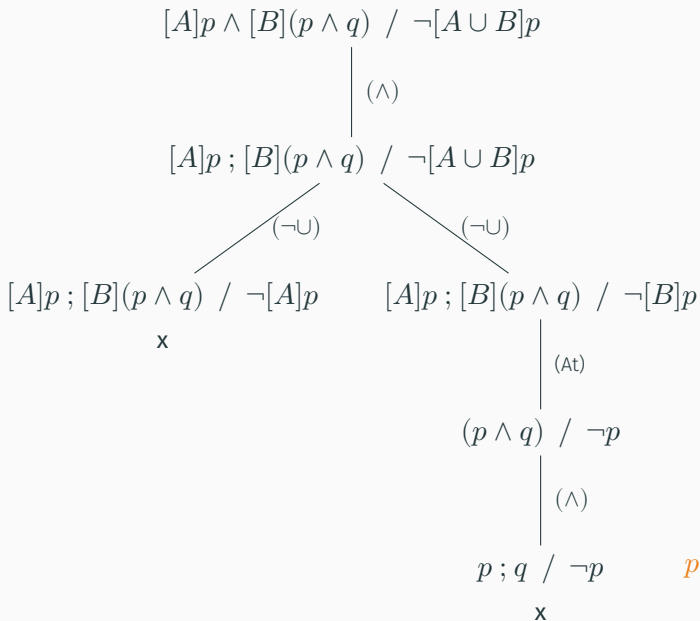 [A]p ∧ [B](p ∧ q) / ¬[A ∪ B]p
(∧)
[A]p ; [B](p ∧ q) / ¬[A ∪ B]p
(¬∪) (¬∪)
[A]p ; [B](p ∧ q) / ¬[A]p [A]p ; [B](p ∧ q) / ¬[B]p
x
(At)
(p ∧ q) / ¬p
(∧)
p ; q / ¬p p
x